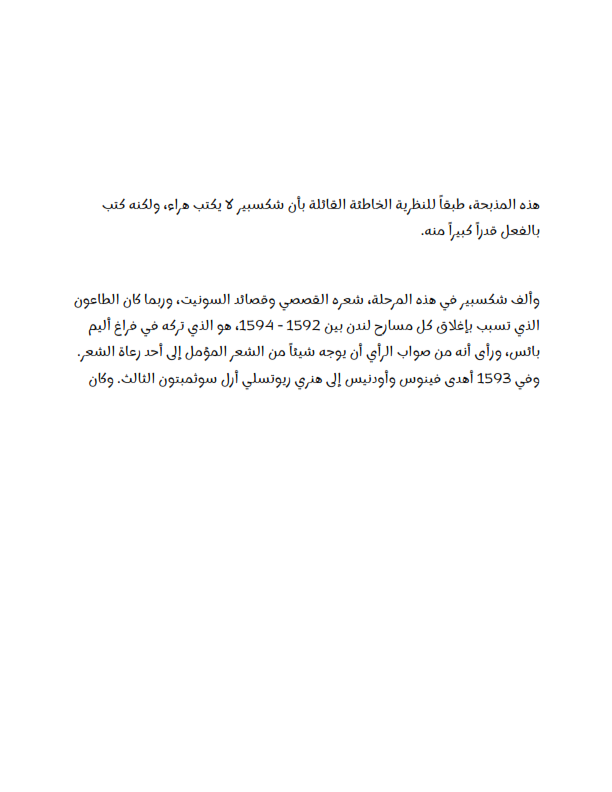 هذه المذبحة، طبقاً للنظرية الخاطئة القائلة بأن شكسبير لا يكتب هراء، ولكنه كتب
بالفعل قدراً كبيراً منه.
وألف شكسبير في هذه المرحلة، شعره القصصي وقصائد السونيت، وربما كان الطاعون
الذي تسبب بإغلاق كل مسارح لندن بين 1592 - 1594، هو الذي تركه في فراغ أليم
بائس، ورأى أنه من صواب الرأي أن يوجه شيئاً من الشعر المؤمل إلى أحد رعاة الشعر.
وفي 1593 أهدى فينوس وأودنيس إلى هنري ريوتسلي أرل سوثمبتون الثالث. وكان